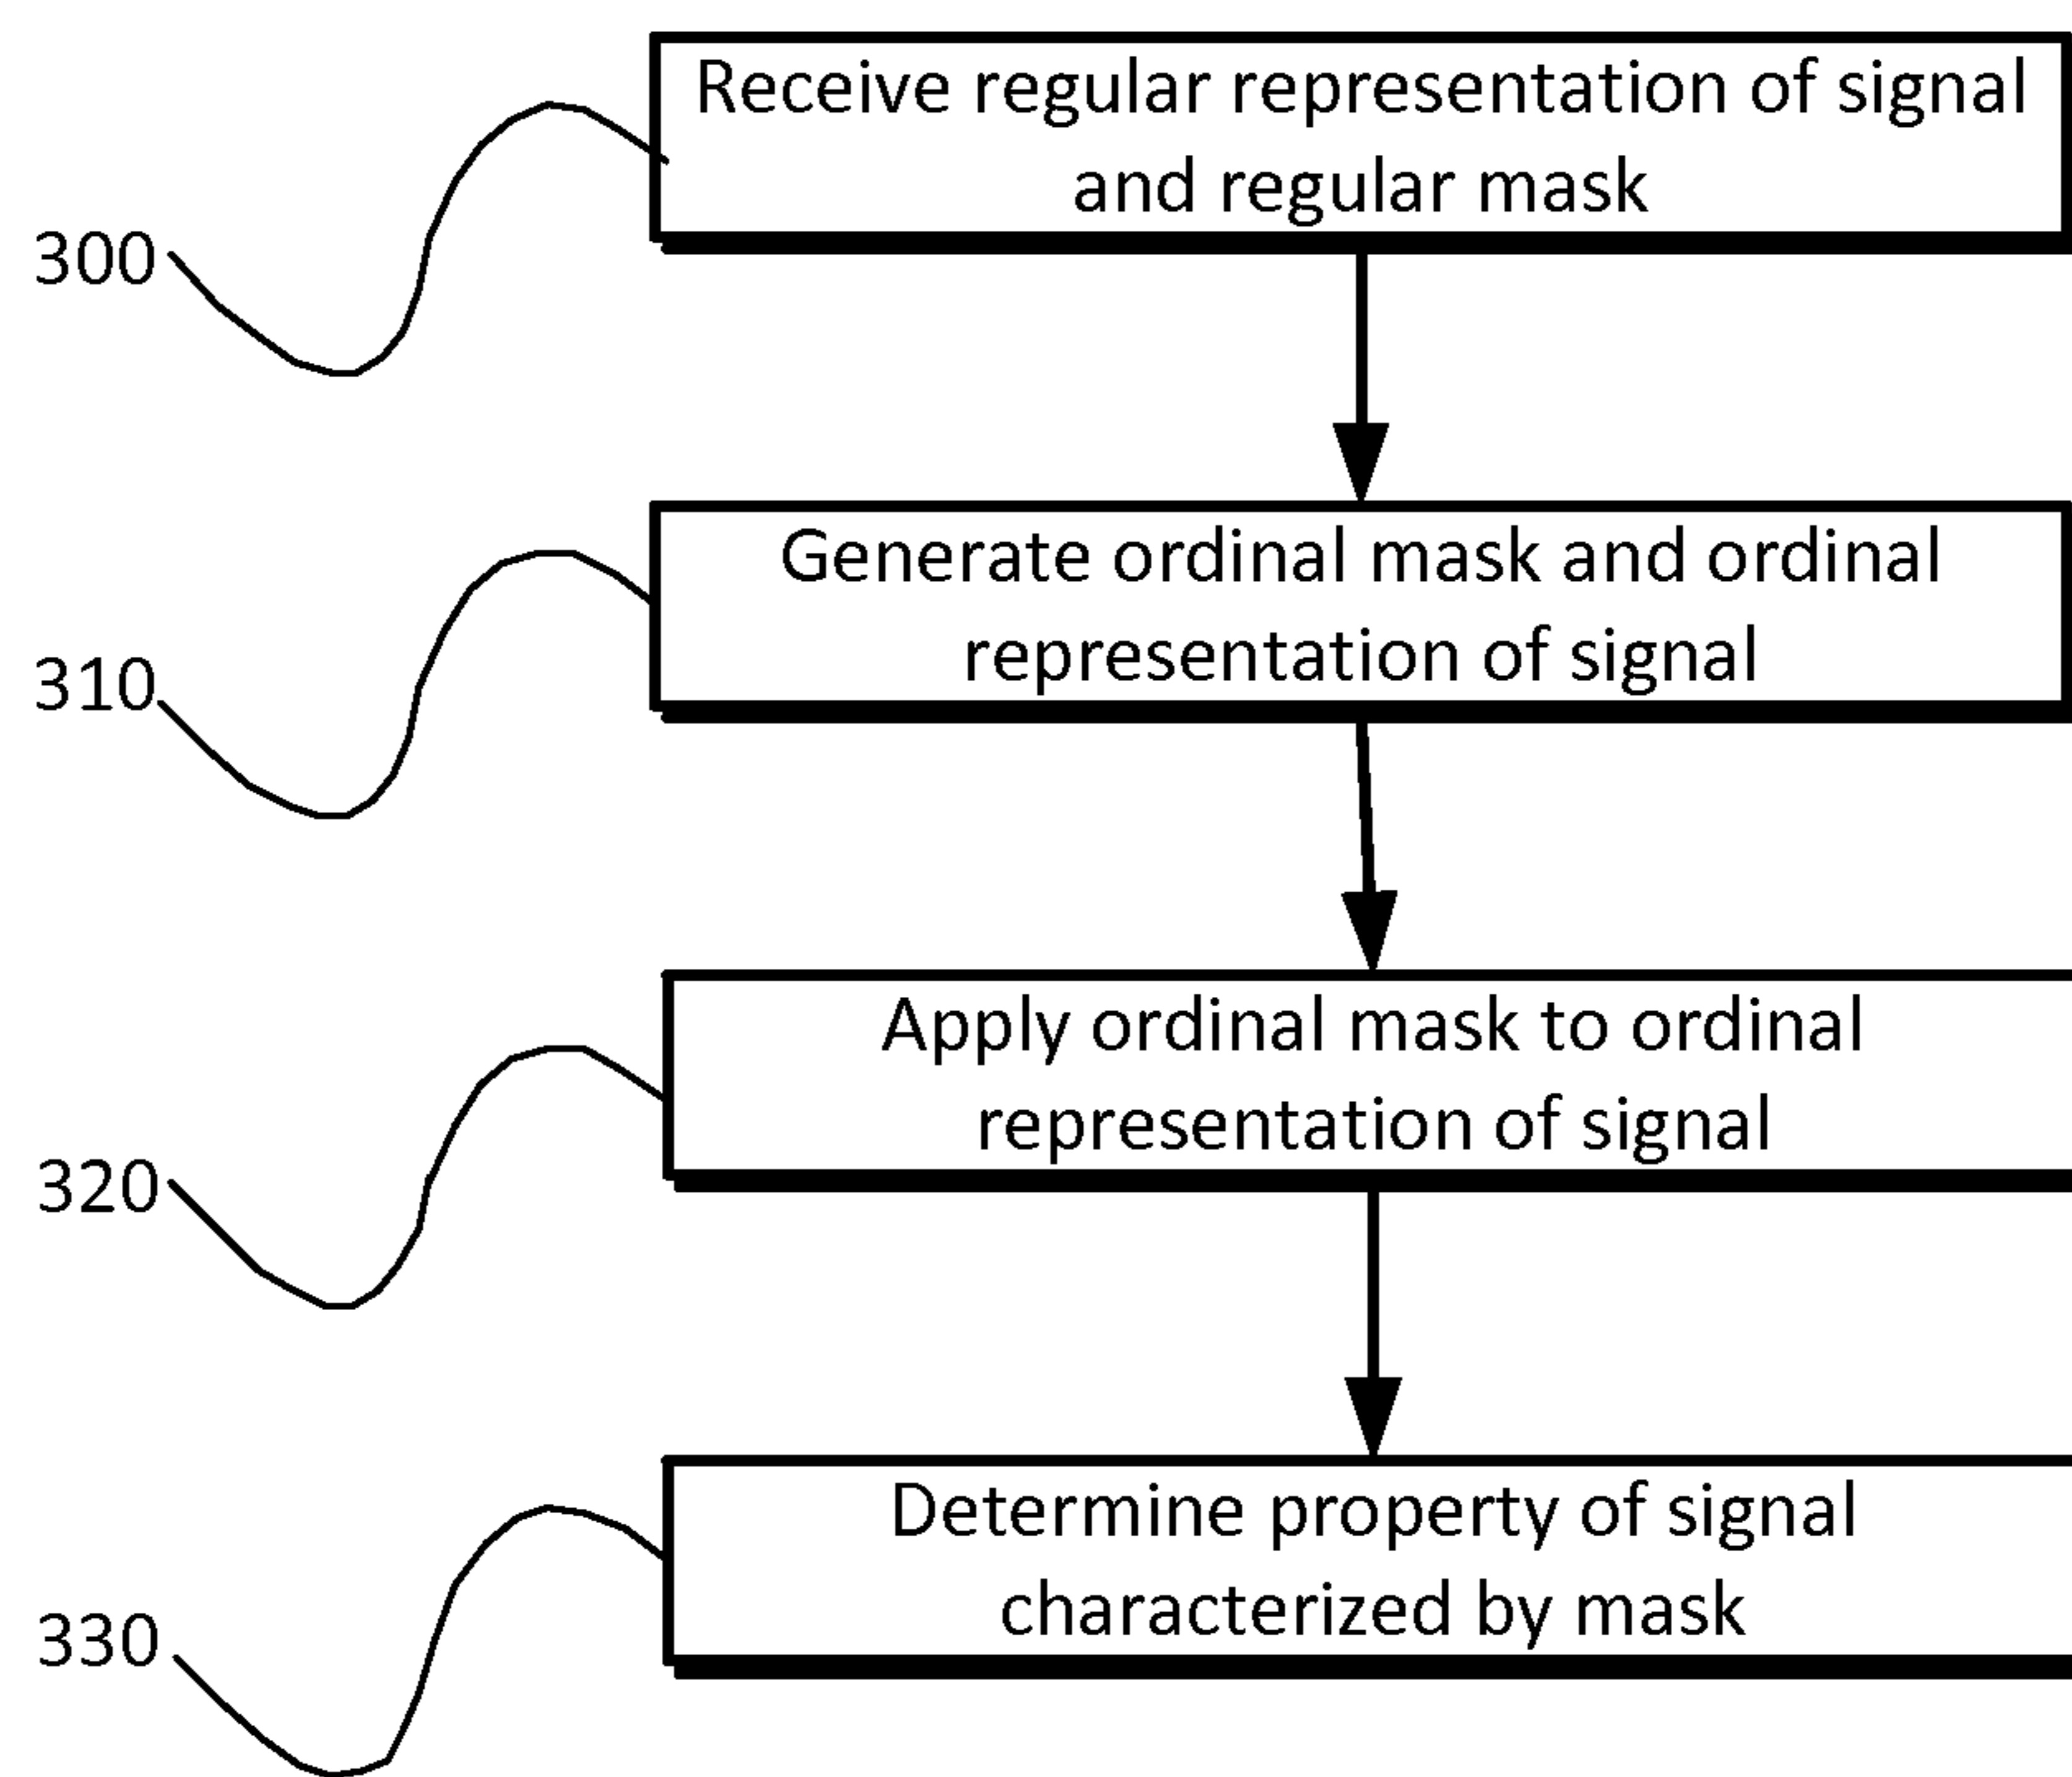 Receive regular representation of signal
and regular mask
300
Generate ordinal mask and ordinal
representation of signal
310
Apply ordinal mask to ordinal
representation of signal
320
Determine property of signal
characterized by mask
330